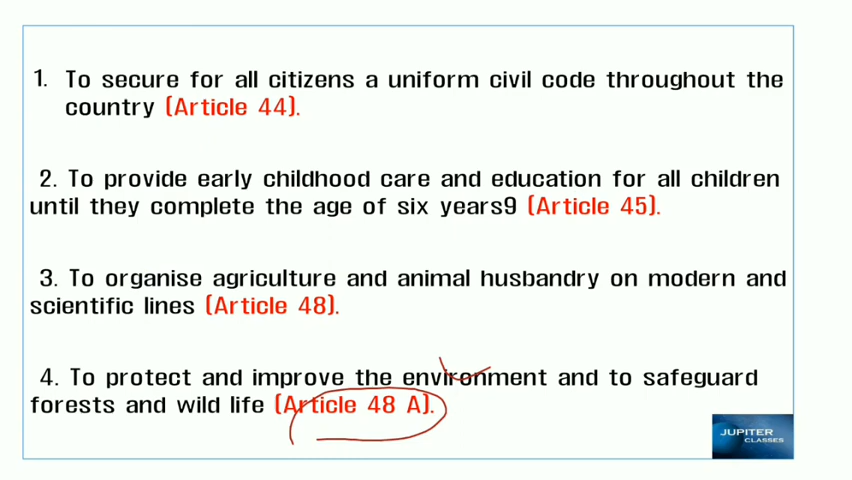 1. To secure for all citizens a uniform civil code throughout the
country (Article 44).
2. To provide early childhood care and education for all children
until they complete the age of six years9 (Article 45).
3. To organise agriculture and animal husbandry on modern and
scientific lines (Article 48).
4. To protect and improve the environment and to safeguard
forests and wild life (Article 48 A).
JUPITER
CLASSES